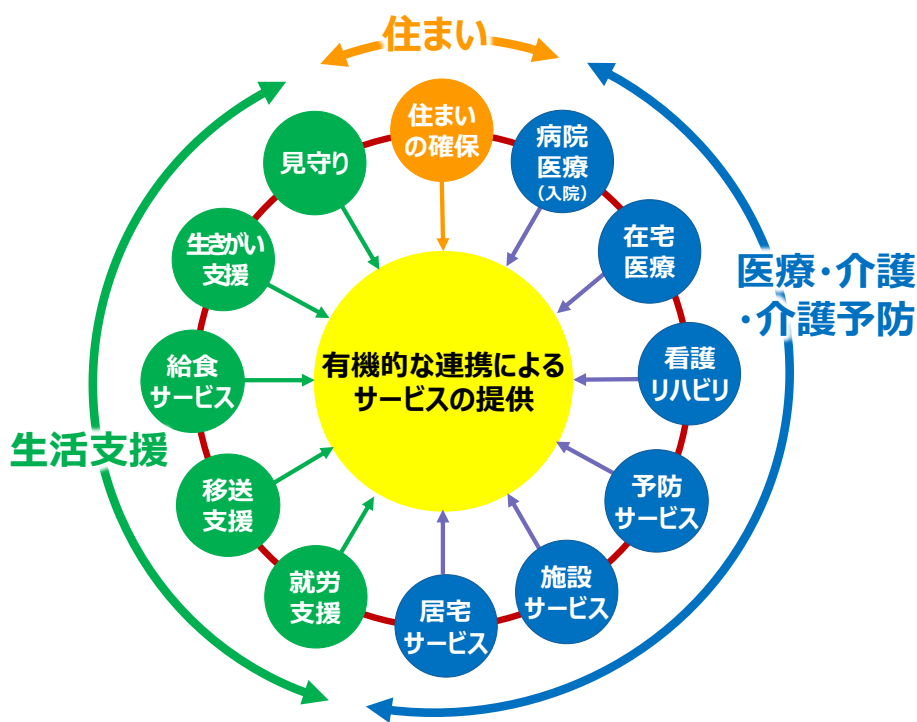 住まい
住まい
の確保
病院
医療
（入院）
在宅
医療
看護
リハビリ
予防
サービス
施設
サービス
居宅
サービス
就労
支援
移送
支援
給食
サービス
生きがい
支援
見守り
有機的な連携による
サービスの提供
医療・介護
・介護予防
生活支援